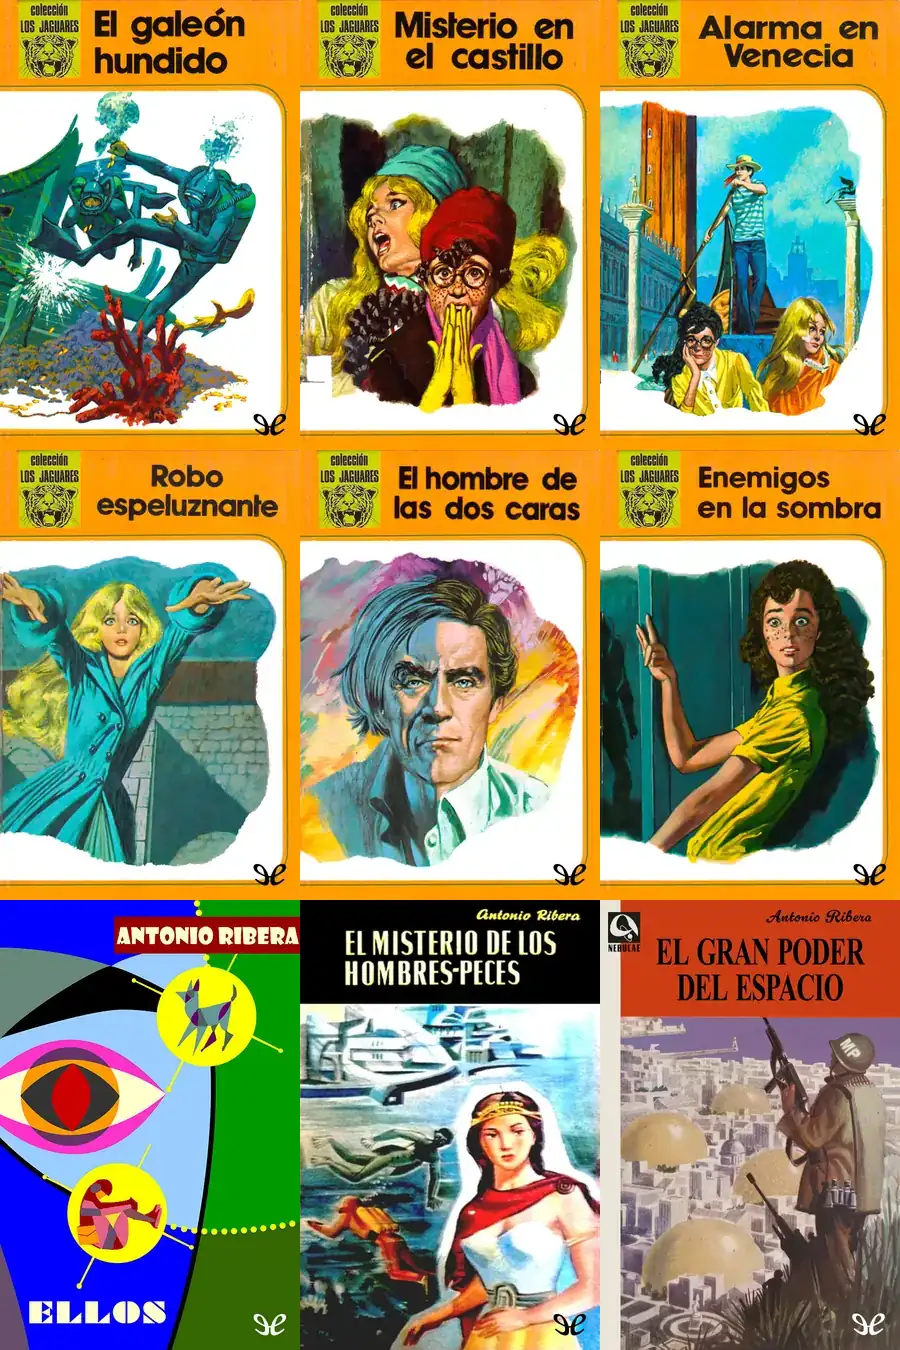 colección
LOS JAGUARES
El galeón
hundido
colección
LOS JAGUARES
Misterio en
el castillo
colección
LOS JAGUARES
Alarma en
Venecia
colección
LOS JAGUARES
Robo
espeluznante
colección
LOS JAGUARES
El hombre de
las dos caras
colección
LOS JAGUARES
Enemigos
en la sombra
ANTONIO RIBERA
ELLOS
Antonio Ribera
EL MISTERIO DE LOS
HOMBRES-PECES
NEBULAE
Antonio Ribera
EL GRAN PODER
DEL ESPACIO
MP